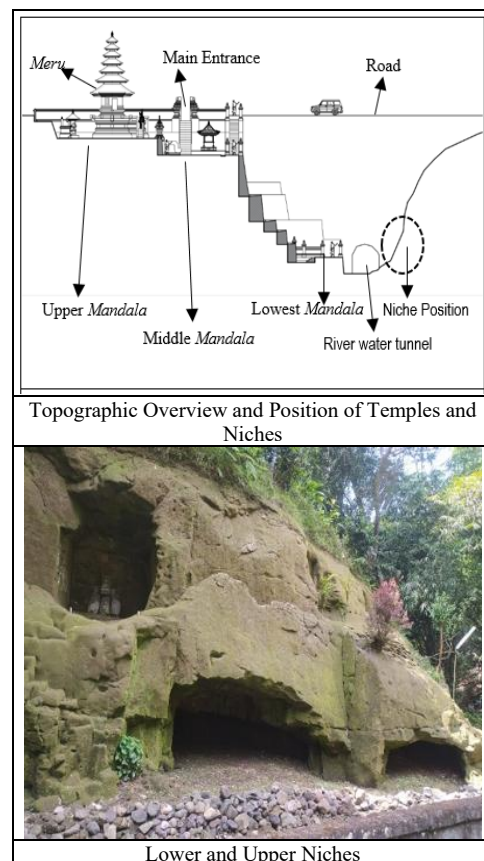 Meru
Main Entrance
Road
Upper Mandala
Middle Mandala
Lowest Mandala
Niche Position
River water tunnel
Topographic Overview and Position of Temples and
Niches
Lower and Upper Niches